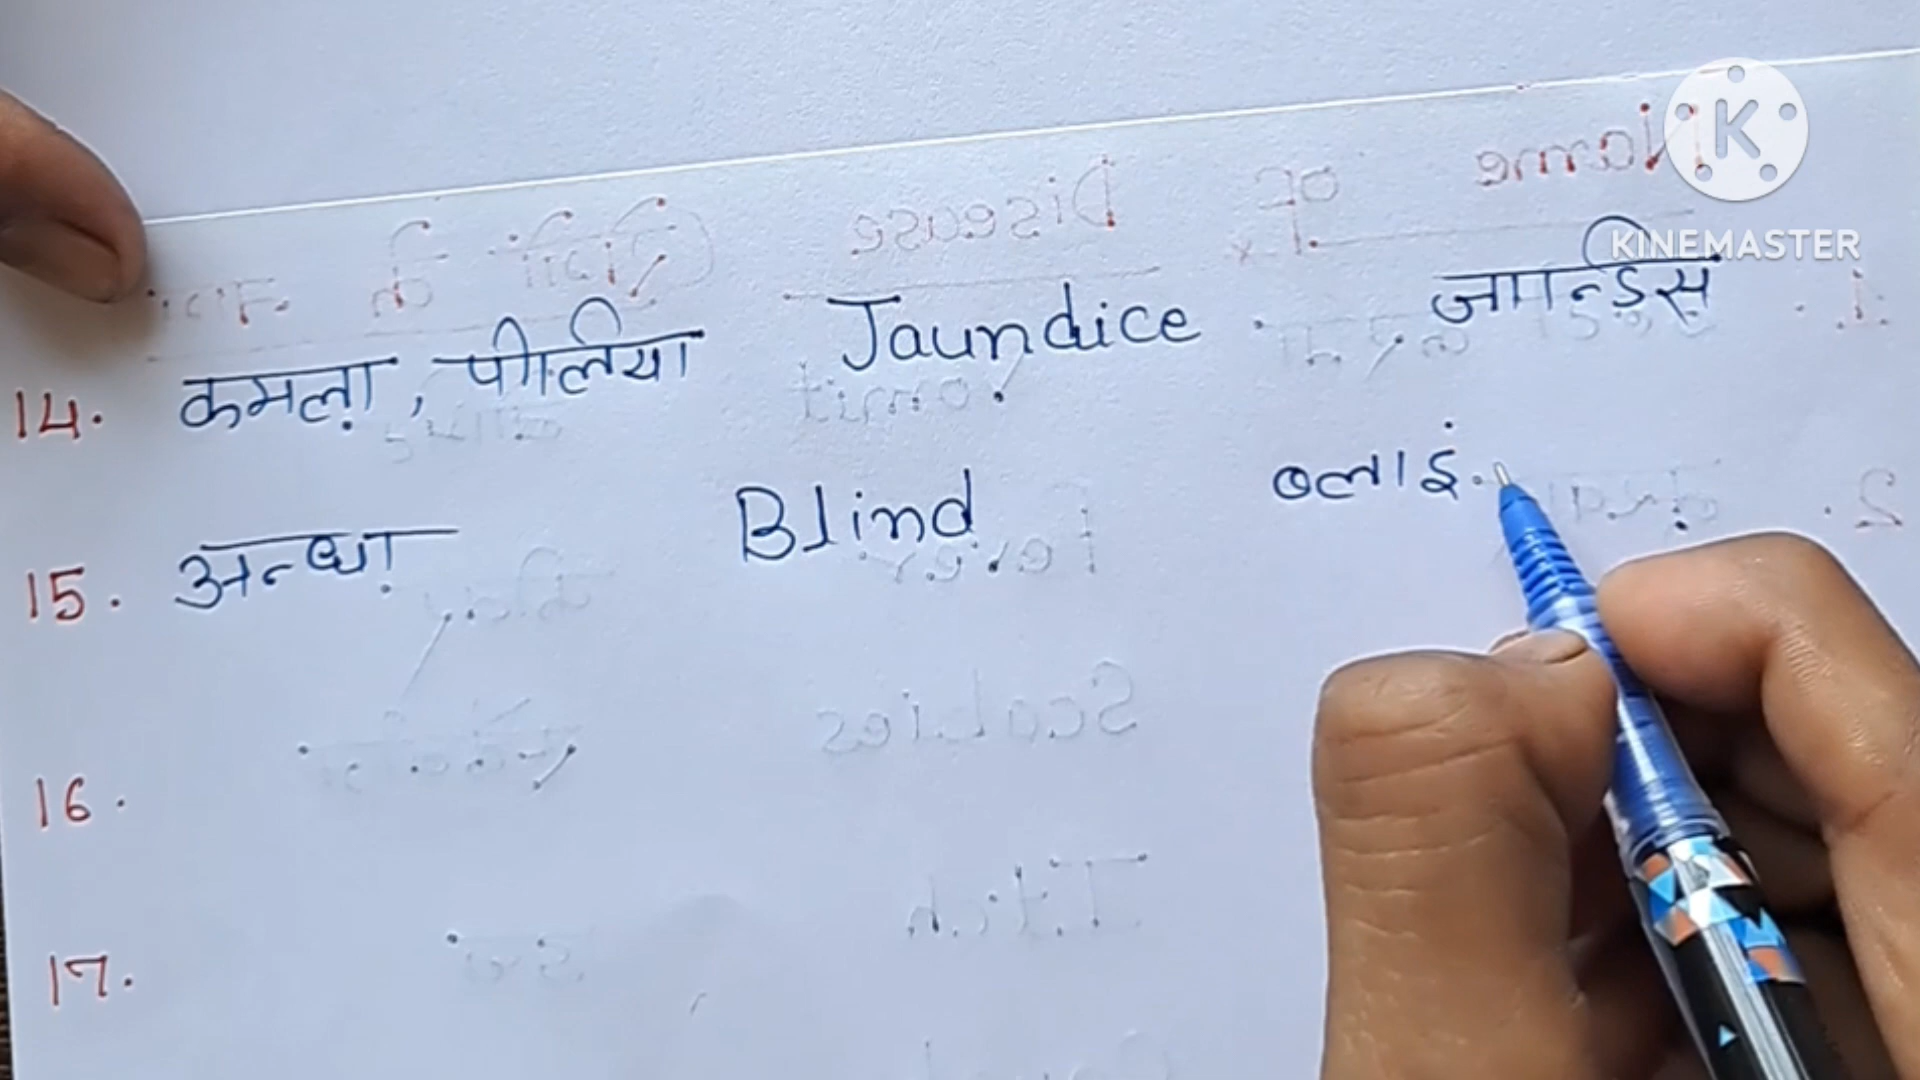 KINEMASTER
14. कमला, पीलिया Jaundice जान्डिस
15. अन्धा Blind ब्लाइं
16.
17.